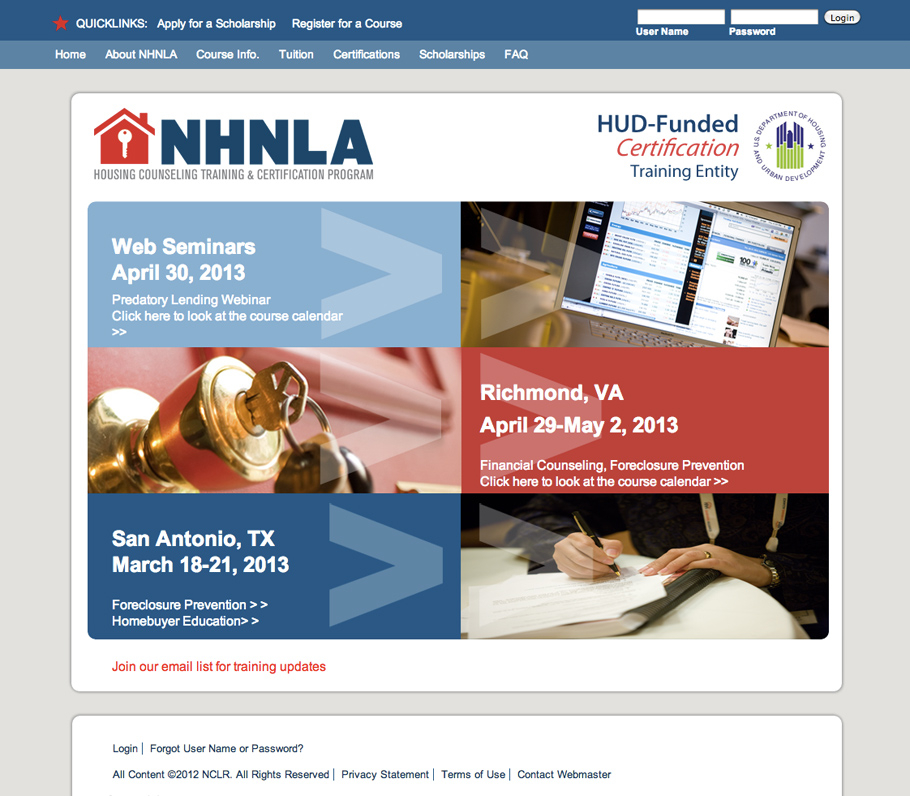 QUICKLINKS: Apply for a Scholarship Register for a Course
Login
User Name Password
Home About NHNLA Course Info. Tuition Certifications Scholarships FAQ
NHNLA
HOUSING COUNSELING TRAINING & CERTIFICATION PROGRAM
HUD-Funded
Certification
Training Entity
U.S. DEPARTMENT OF HOUSING AND URBAN DEVELOPMENT
Web Seminars
April 30, 2013
Predatory Lending Webinar
Click here to look at the course calendar
>>
Richmond, VA
April 29-May 2, 2013
Financial Counseling, Foreclosure Prevention
Click here to look at the course calendar >>
San Antonio, TX
March 18-21, 2013
Foreclosure Prevention > >
Homebuyer Education> >
Join our email list for training updates
Login | Forgot User Name or Password?
All Content ©2012 NCLR. All Rights Reserved | Privacy Statement | Terms of Use | Contact Webmaster